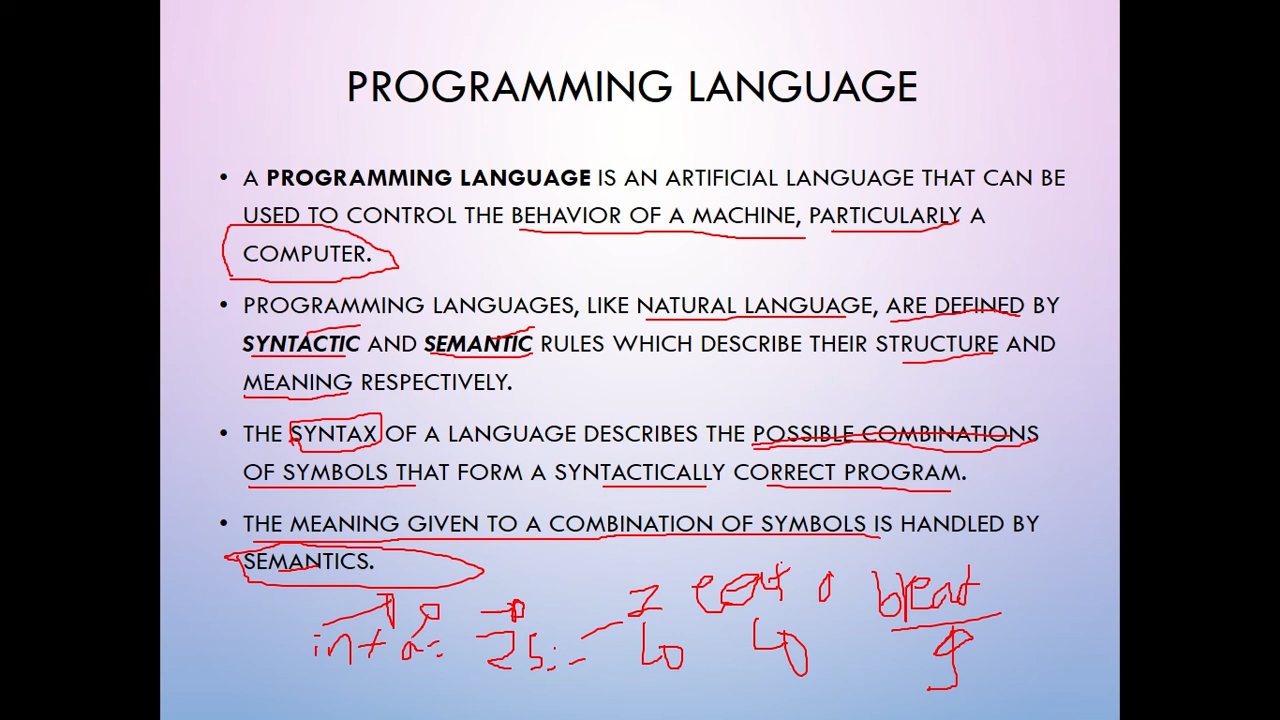 PROGRAMMING LANGUAGE
• A PROGRAMMING LANGUAGE IS AN ARTIFICIAL LANGUAGE THAT CAN BE
USED TO CONTROL THE BEHAVIOR OF A MACHINE, PARTICULARLY A
COMPUTER.
• PROGRAMMING LANGUAGES, LIKE NATURAL LANGUAGE, ARE DEFINED BY
SYNTACTIC AND SEMANTIC RULES WHICH DESCRIBE THEIR STRUCTURE AND
MEANING RESPECTIVELY.
• THE SYNTAX OF A LANGUAGE DESCRIBES THE POSSIBLE COMBINATIONS
OF SYMBOLS THAT FORM A SYNTACTICALLY CORRECT PROGRAM.
• THE MEANING GIVEN TO A COMBINATION OF SYMBOLS IS HANDLED BY
SEMANTICS.
I eat
int a= 25;